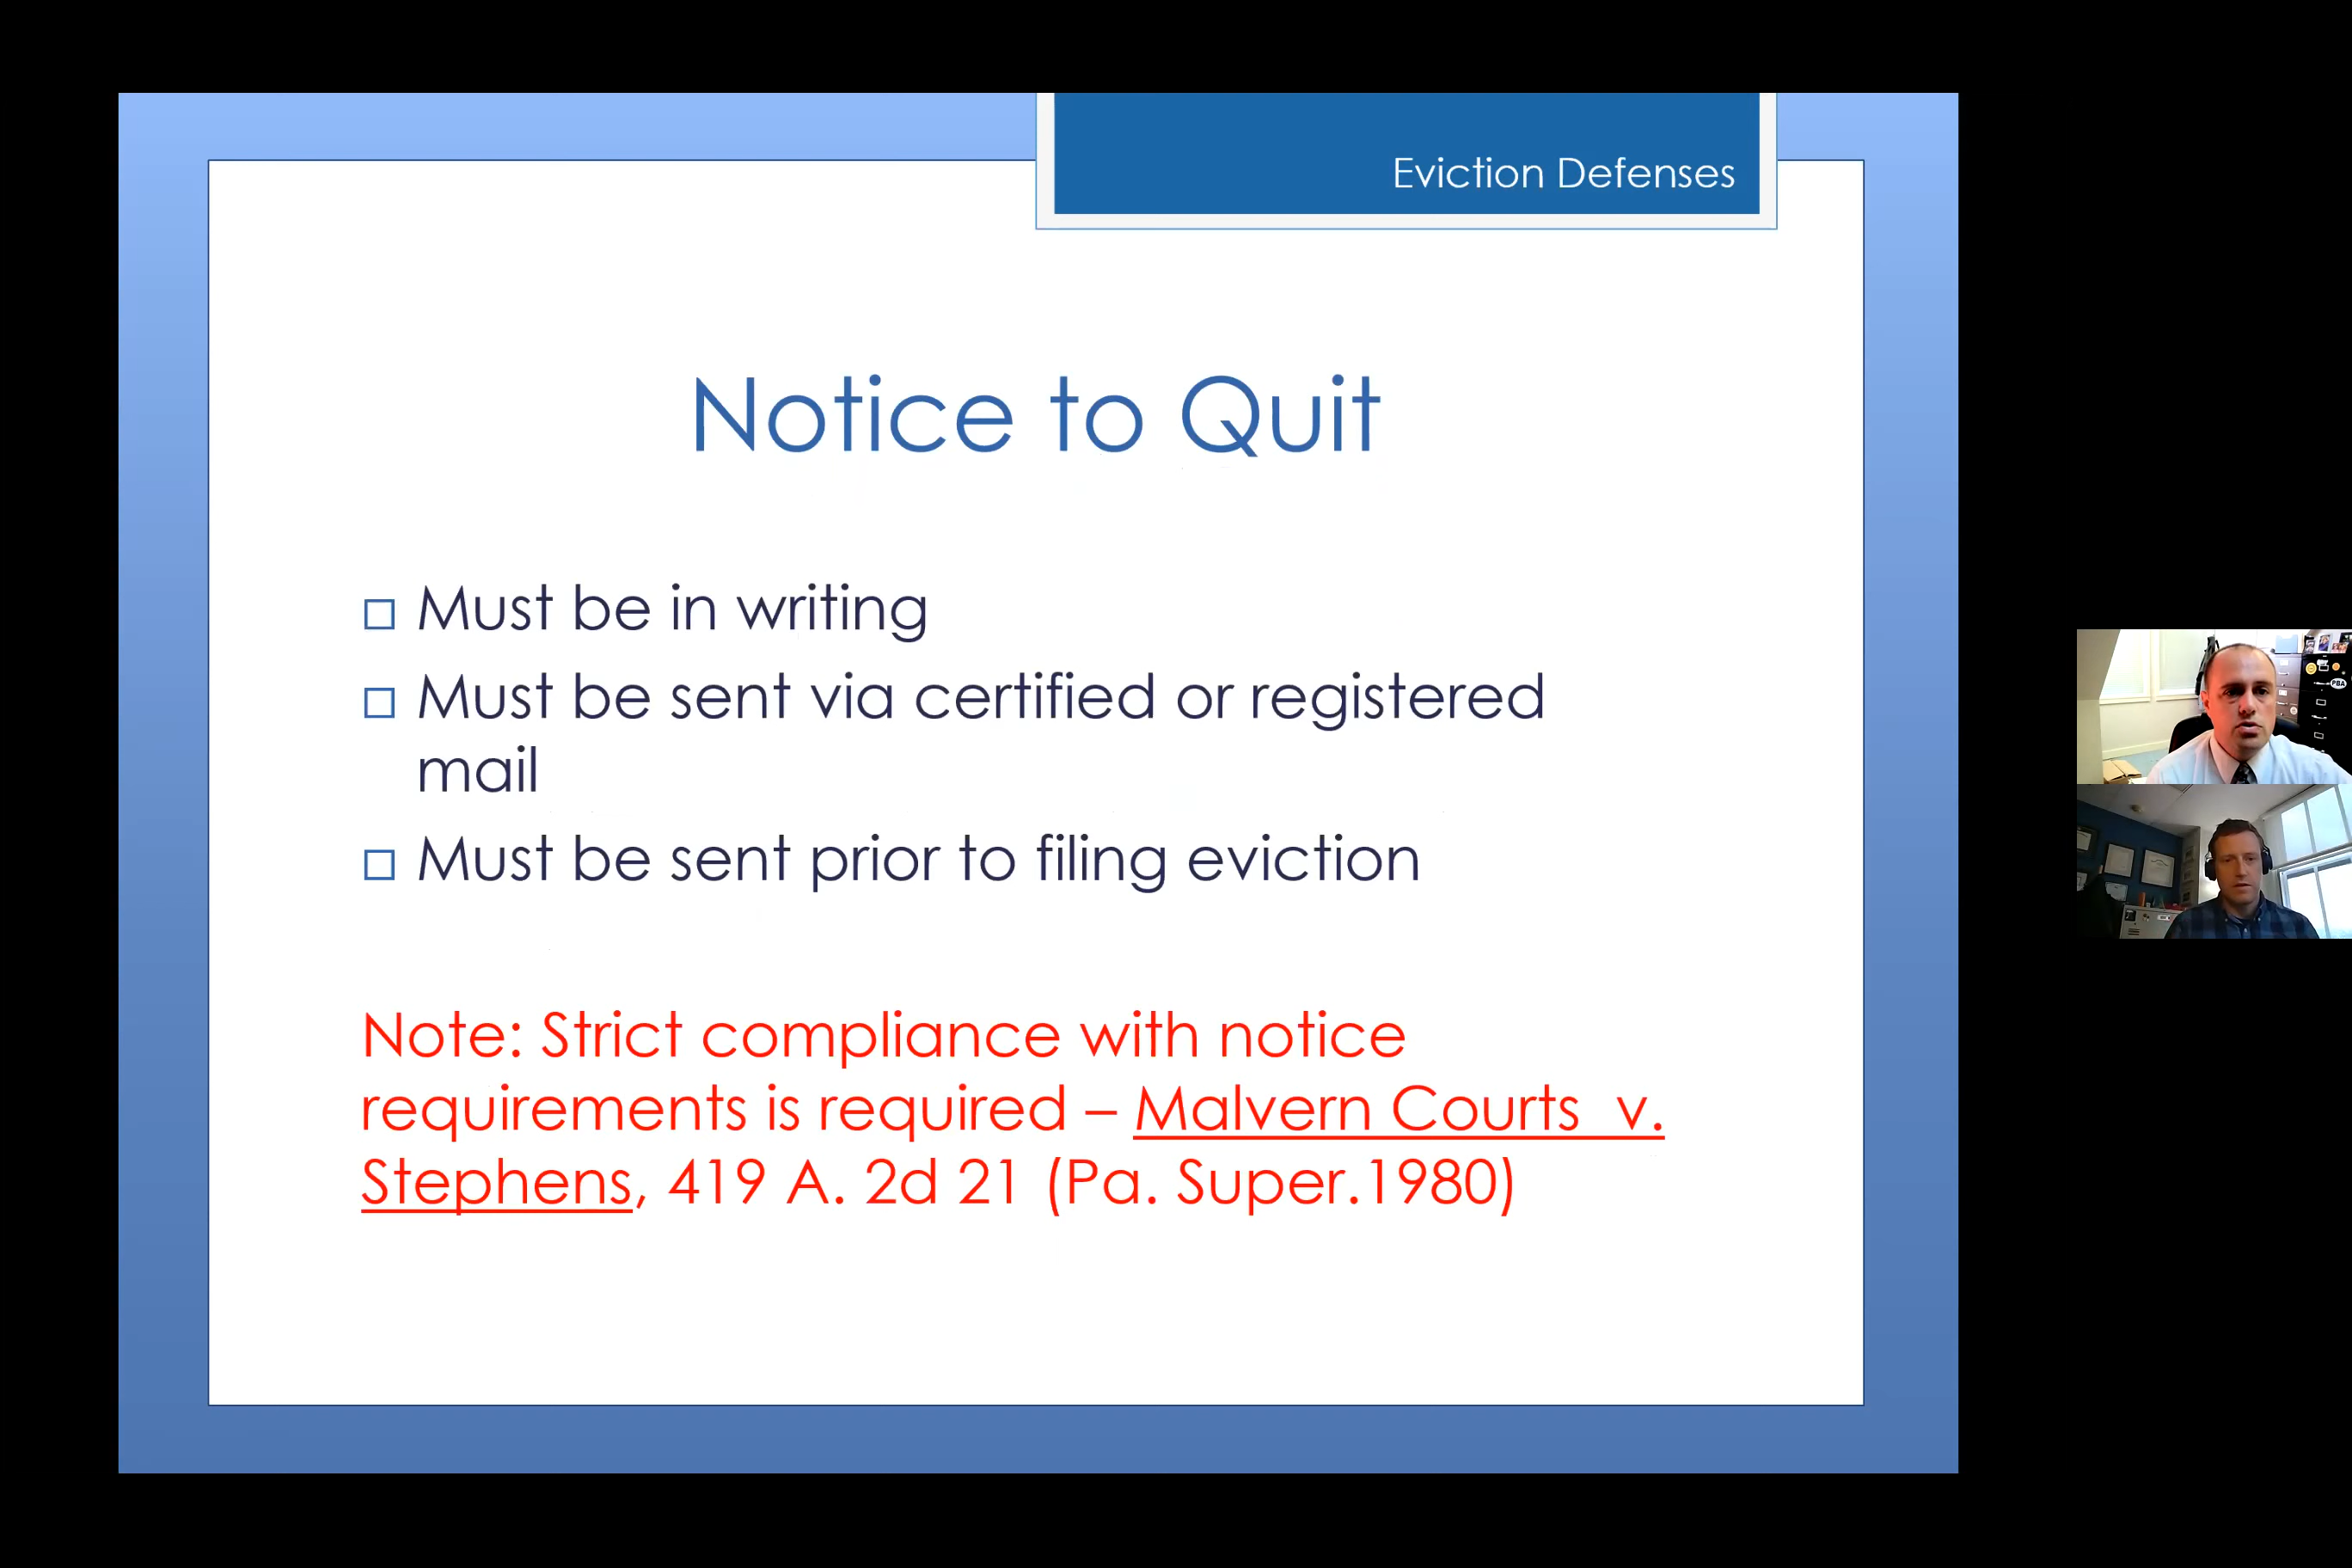 Eviction Defenses
Notice to Quit
Must be in writing
Must be sent via certified or registered
mail
Must be sent prior to filing eviction
Note: Strict compliance with notice
requirements is required – Malvern Courts  v.
Stephens, 419 A. 2d 21 (Pa. Super.1980)
PBA